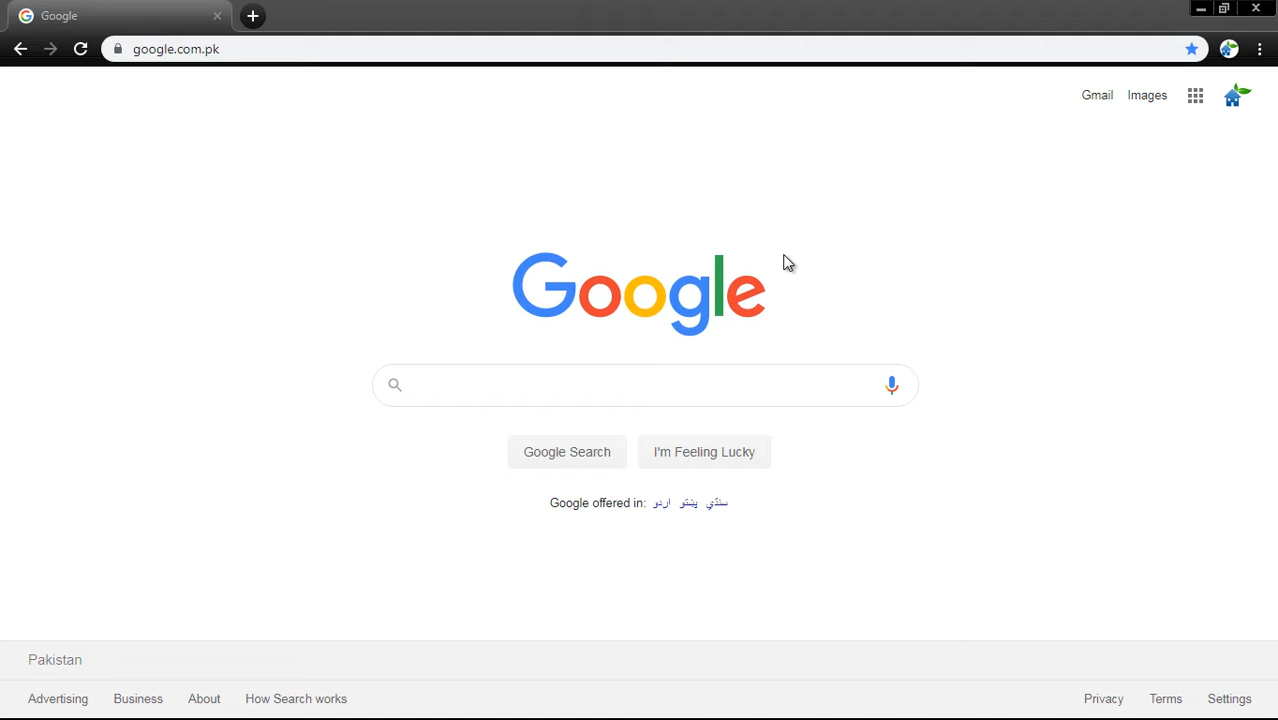 Google
google.com.pk
Gmail Images
Google
Google Search I'm Feeling Lucky
Google offered in: اردو پښتو سنڌي
Pakistan
Advertising Business About How Search works Privacy Terms Settings